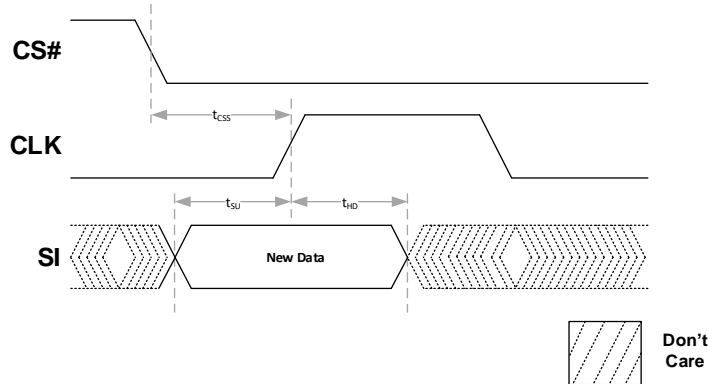 CS#
tCSS
CLK
tSU
tHD
SI
New Data
Don't
Care